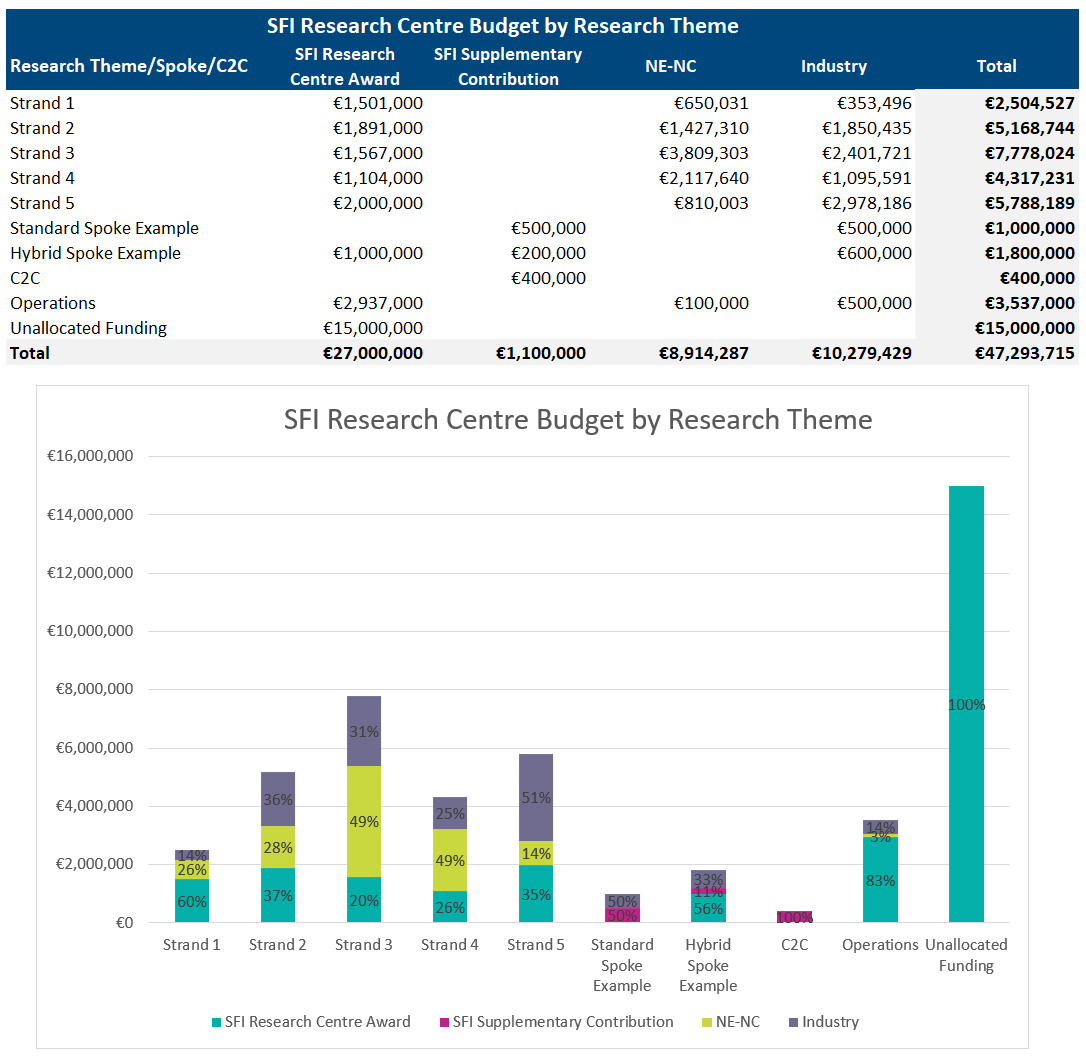 SFI Research Centre Budget by Research Theme
Research Theme/Spoke/C2C SFI Research Centre Award SFI Supplementary Contribution NE-NC Industry Total
Strand 1 €1,501,000 €650,031 €353,496 €2,504,527
Strand 2 €1,891,000 €1,427,310 €1,850,435 €5,168,744
Strand 3 €1,567,000 €3,809,303 €2,401,721 €7,778,024
Strand 4 €1,104,000 €2,117,640 €1,095,591 €4,317,231
Strand 5 €2,000,000 €810,003 €2,978,186 €5,788,189
Standard Spoke Example €500,000 €500,000 €1,000,000
Hybrid Spoke Example €1,000,000 €200,000 €600,000 €1,800,000
C2C €400,000 €400,000
Operations €2,937,000 €100,000 €500,000 €3,537,000
Unallocated Funding €15,000,000 €15,000,000
Total €27,000,000 €1,100,000 €8,914,287 €10,279,429 €47,293,715
SFI Research Centre Budget by Research Theme
€16,000,000
€14,000,000
€12,000,000
€10,000,000
€8,000,000
€6,000,000
€4,000,000
€2,000,000
€0
14%
26%
60%
36%
28%
37%
31%
49%
20%
25%
49%
26%
51%
14%
35%
50%
50%
33%
11%
56%
100%
14%
3%
83%
100%
Strand 1 Strand 2 Strand 3 Strand 4 Strand 5 Standard Spoke Example Hybrid Spoke Example C2C Operations Unallocated Funding
SFI Research Centre Award SFI Supplementary Contribution NE-NC Industry